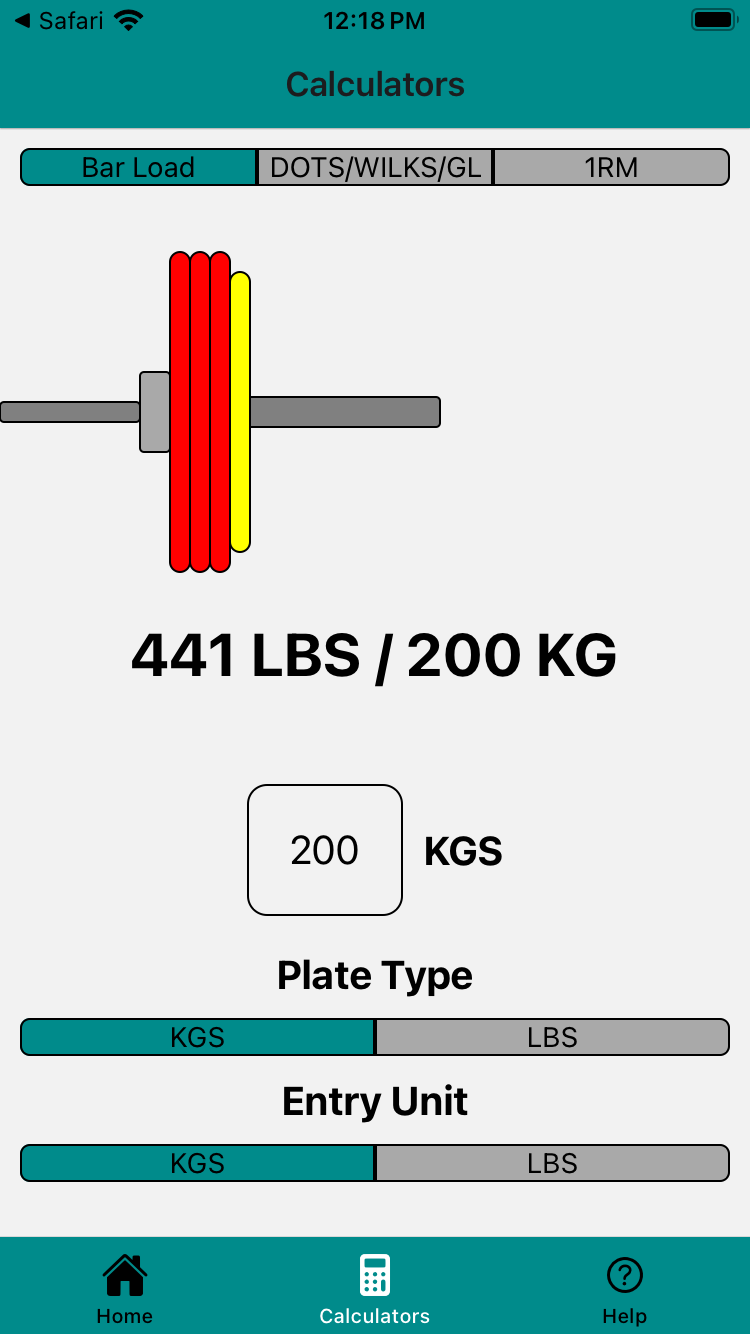 Safari 12:18 PM
Calculators
Bar Load DOTS/WILKS/GL 1RM
441 LBS / 200 KG
200 KGS
Plate Type
KGS LBS
Entry Unit
KGS LBS
Home Calculators Help